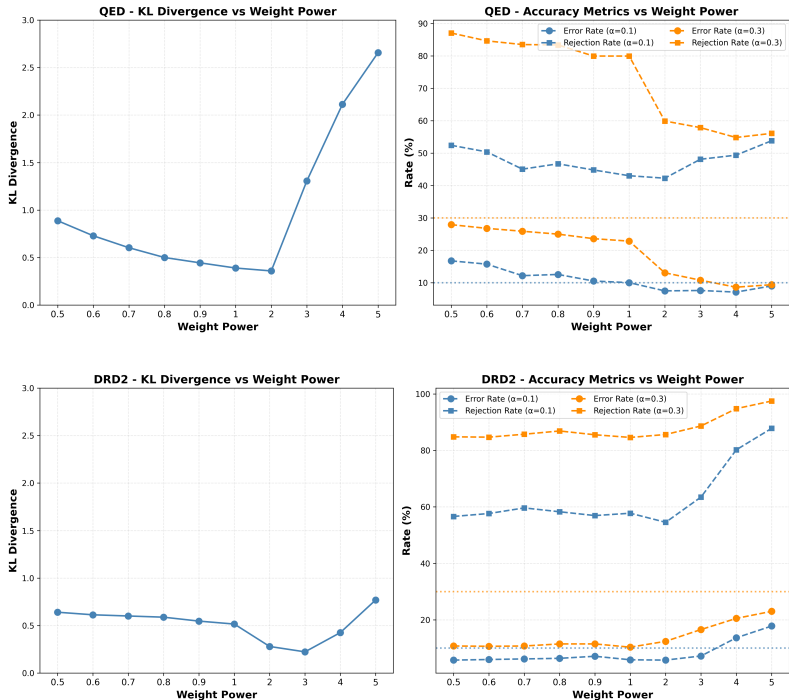 QED - KL Divergence vs Weight Power
3.0
2.5
2.0
1.5
1.0
0.5
0.0
KL Divergence
0.5 0.6 0.7 0.8 0.9 1 2 3 4 5
Weight Power
QED - Accuracy Metrics vs Weight Power
Error Rate (α=0.1) Error Rate (α=0.3)
Rejection Rate (α=0.1) Rejection Rate (α=0.3)
90
80
70
60
50
40
30
20
10
Rate (%)
0.5 0.6 0.7 0.8 0.9 1 2 3 4 5
Weight Power
DRD2 - KL Divergence vs Weight Power
3.0
2.5
2.0
1.5
1.0
0.5
0.0
KL Divergence
0.5 0.6 0.7 0.8 0.9 1 2 3 4 5
Weight Power
DRD2 - Accuracy Metrics vs Weight Power
Error Rate (α=0.1) Error Rate (α=0.3)
Rejection Rate (α=0.1) Rejection Rate (α=0.3)
100
80
60
40
20
Rate (%)
0.5 0.6 0.7 0.8 0.9 1 2 3 4 5
Weight Power